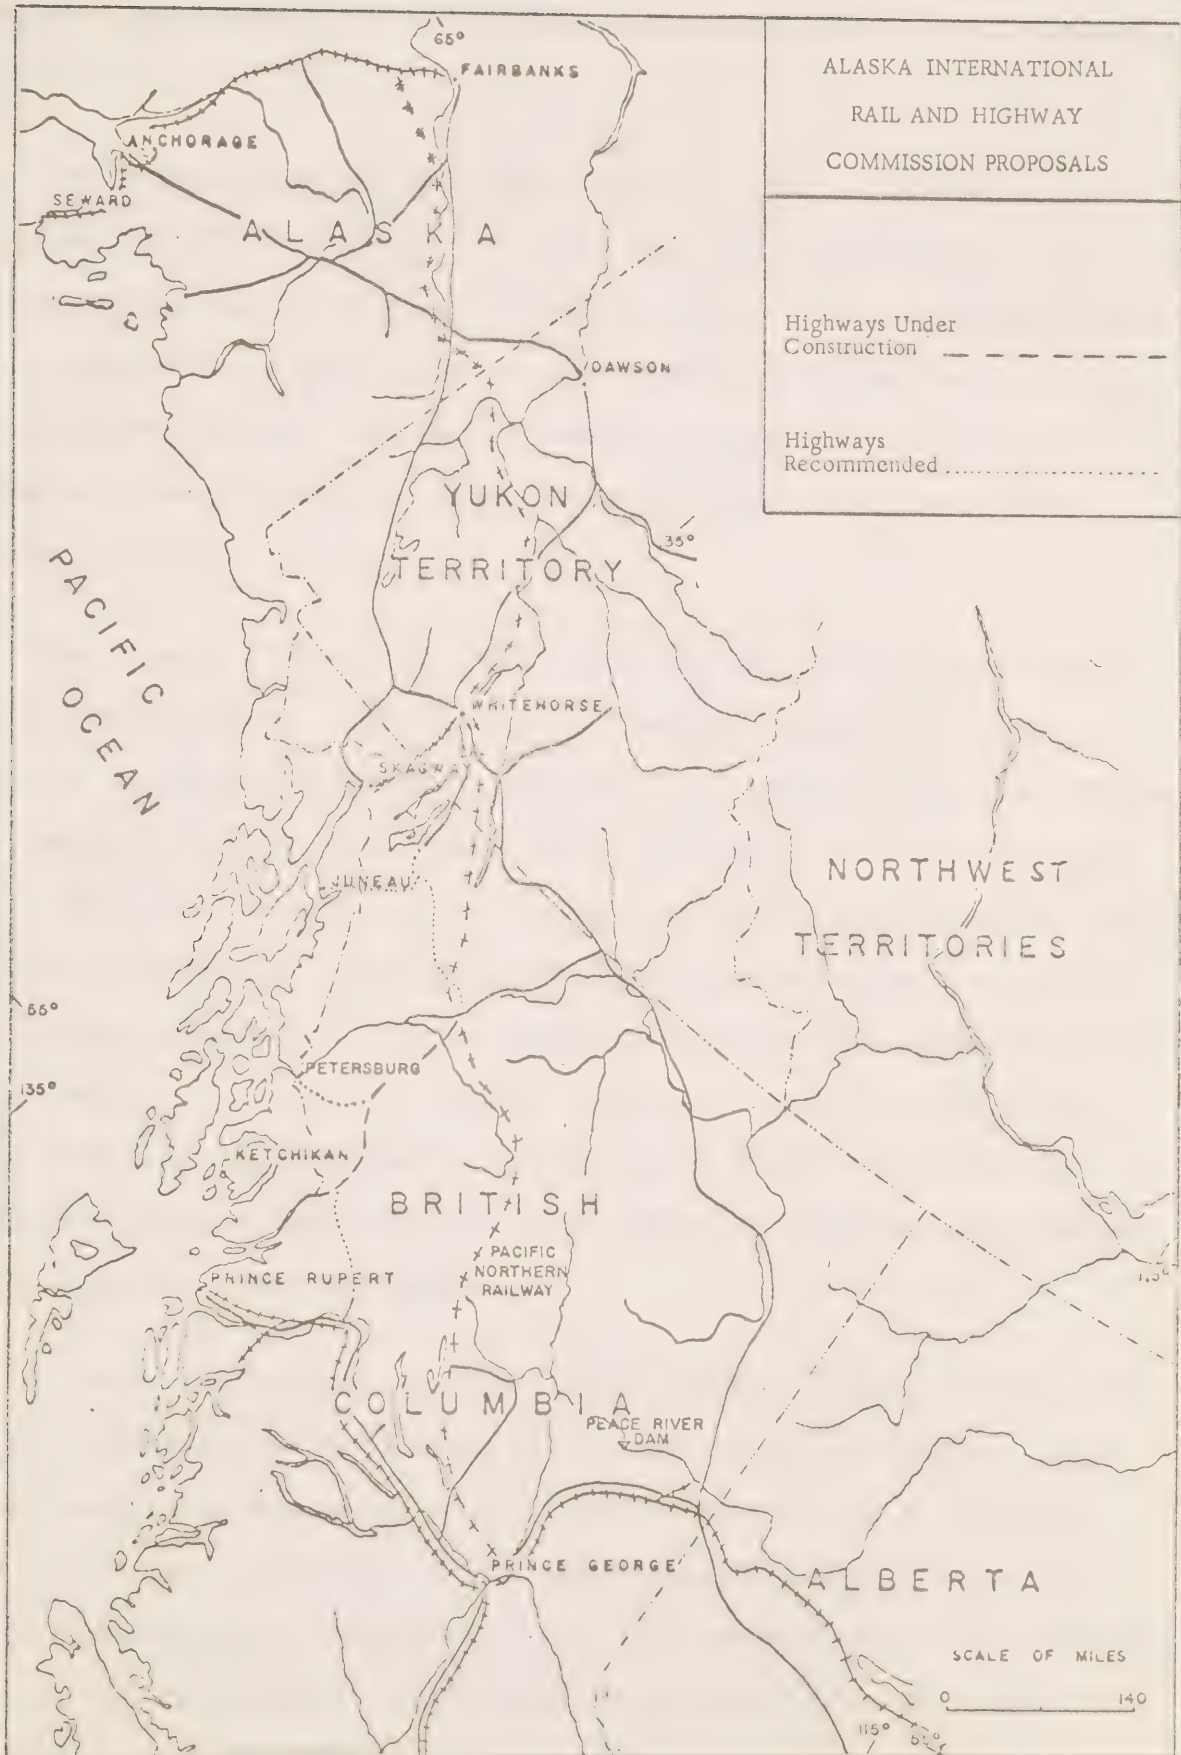 ALASKA INTERNATIONAL
RAIL AND HIGHWAY
COMMISSION PROPOSALS
Highways Under
Construction
Highways
Recommended
65°
FAIRBANKS
ANCHORAGE
SEWARD
ALASKA
DAWSON
YUKON
TERRITORY
35°
PACIFIC
OCEAN
WHITEHORSE
SKAGWAY
JUNEAU
NORTHWEST
TERRITORIES
55°
135°
PETERSBURG
KETCHIKAN
BRITISH
PACIFIC
NORTHERN
RAILWAY
PRINCE RUPERT
COLUMBIA
PEACE RIVER
DAM
PRINCE GEORGE
ALBERTA
SCALE OF MILES
0 140
115°